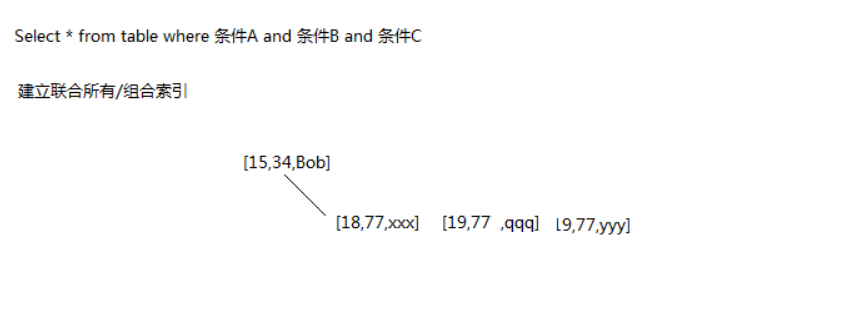 Select * from table where 条件A and 条件B and 条件C
建立联合所有/组合索引
[15,34,Bob]
[18,77,xxx] [19,77 ,qqq] 19,77,yyy]